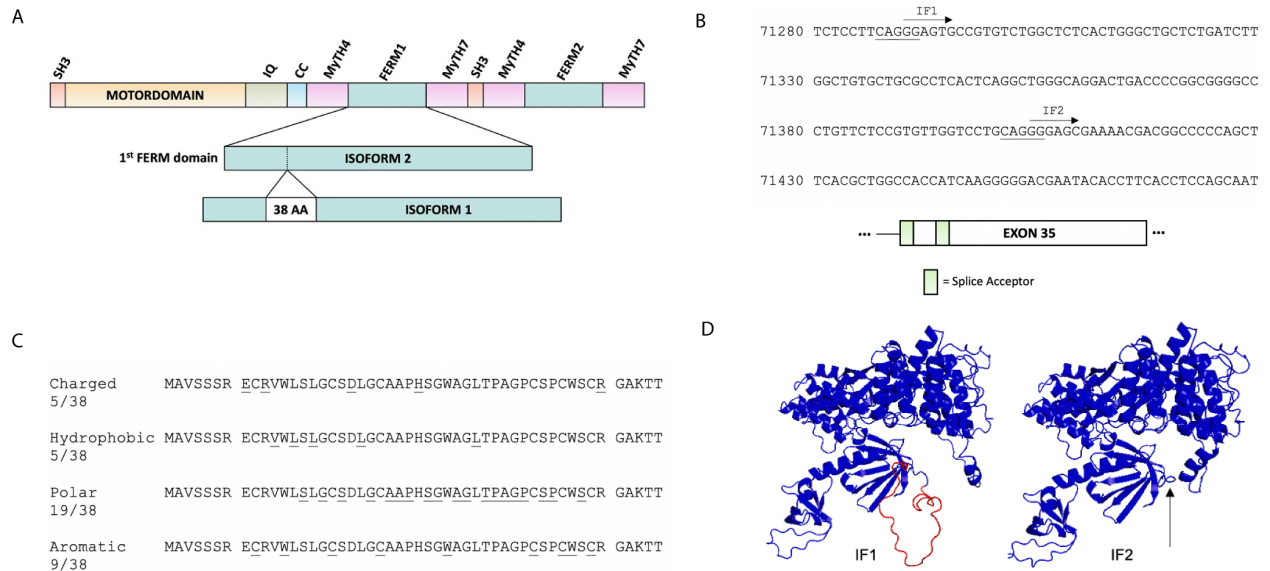 A
SH3
MOTORDOMAIN
IQ
CC
MyTH4
FERM1
MyTH7
SH3
MyTH4
FERM2
MyTH7
1st FERM domain
ISOFORM 2
38 AA
ISOFORM 1
B
IF1
71280 TCTCCTTCAGGGAGTGCCGTGTCTGGCTCTCACTGGGCTGCTCTGATCTT
71330 GGCTGTGCTGCGCCTCACTCAGGCTGGGCAGGACTGACCCCGGCGGGGCC
IF2
71380 CTGTTCTCCGTGTTGGTCCTGCAGGGGAGCGAAAACGACGGCCCCCAGCT
71430 TCACGCTGGCCACCATCAAGGGGGACGAATACACCTTCACCTCCAGCAAT
... EXON 35 ...
= Splice Acceptor
C
Charged MAVSSSR ECRVWLSLGCSDLGCAAPHSGWAGLTPAGPCSPCWSCR GAKTT
5/38
Hydrophobic MAVSSSR ECRVWLSLGCSDLGCAAPHSGWAGLTPAGPCSPCWSCR GAKTT
5/38
Polar MAVSSSR ECRVWLSLGCSDLGCAAPHSGWAGLTPAGPCSPCWSCR GAKTT
19/38
Aromatic MAVSSSR ECRVWLSLGCSDLGCAAPHSGWAGLTPAGPCSPCWSCR GAKTT
9/38
D
IF1
IF2